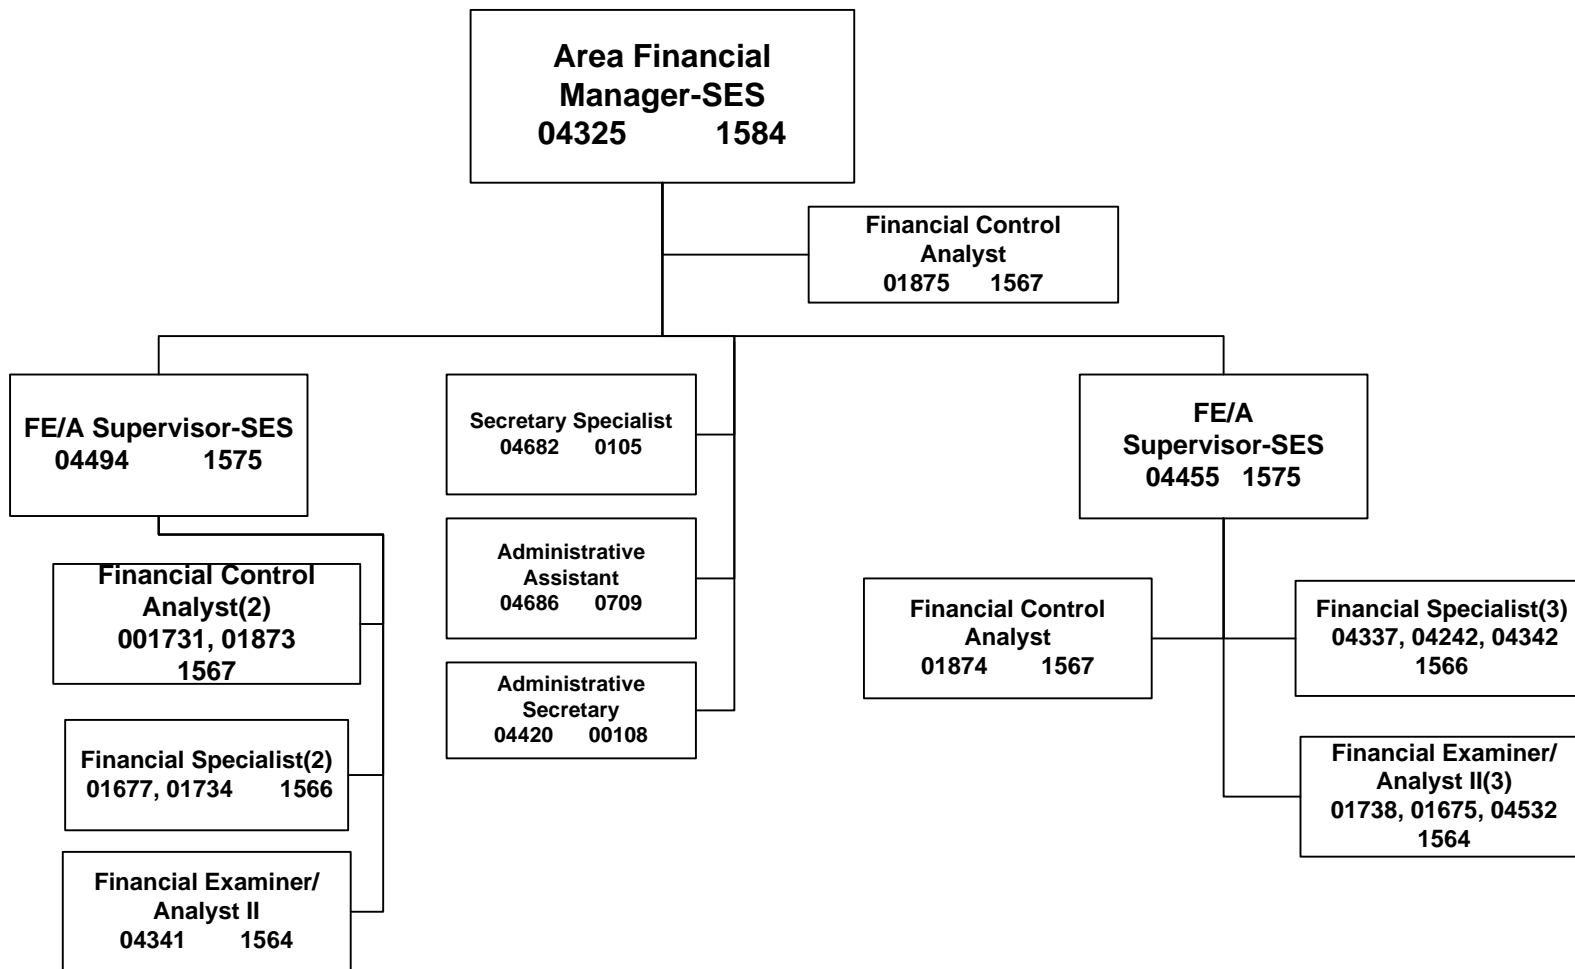 Area Financial
Manager-SES
04325 1584
Financial Control
Analyst
01875 1567
FE/A Supervisor-SES
04494 1575
Secretary Specialist
04682 0105
FE/A
Supervisor-SES
04455 1575
Administrative
Assistant
04686 0709
Financial Control
Analyst(2)
001731, 01873
1567
Financial Control
Analyst
01874 1567
Financial Specialist(3)
04337, 04242, 04342
1566
Administrative
Secretary
04420 00108
Financial Specialist(2)
01677, 01734 1566
Financial Examiner/
Analyst II(3)
01738, 01675, 04532
1564
Financial Examiner/
Analyst II
04341 1564